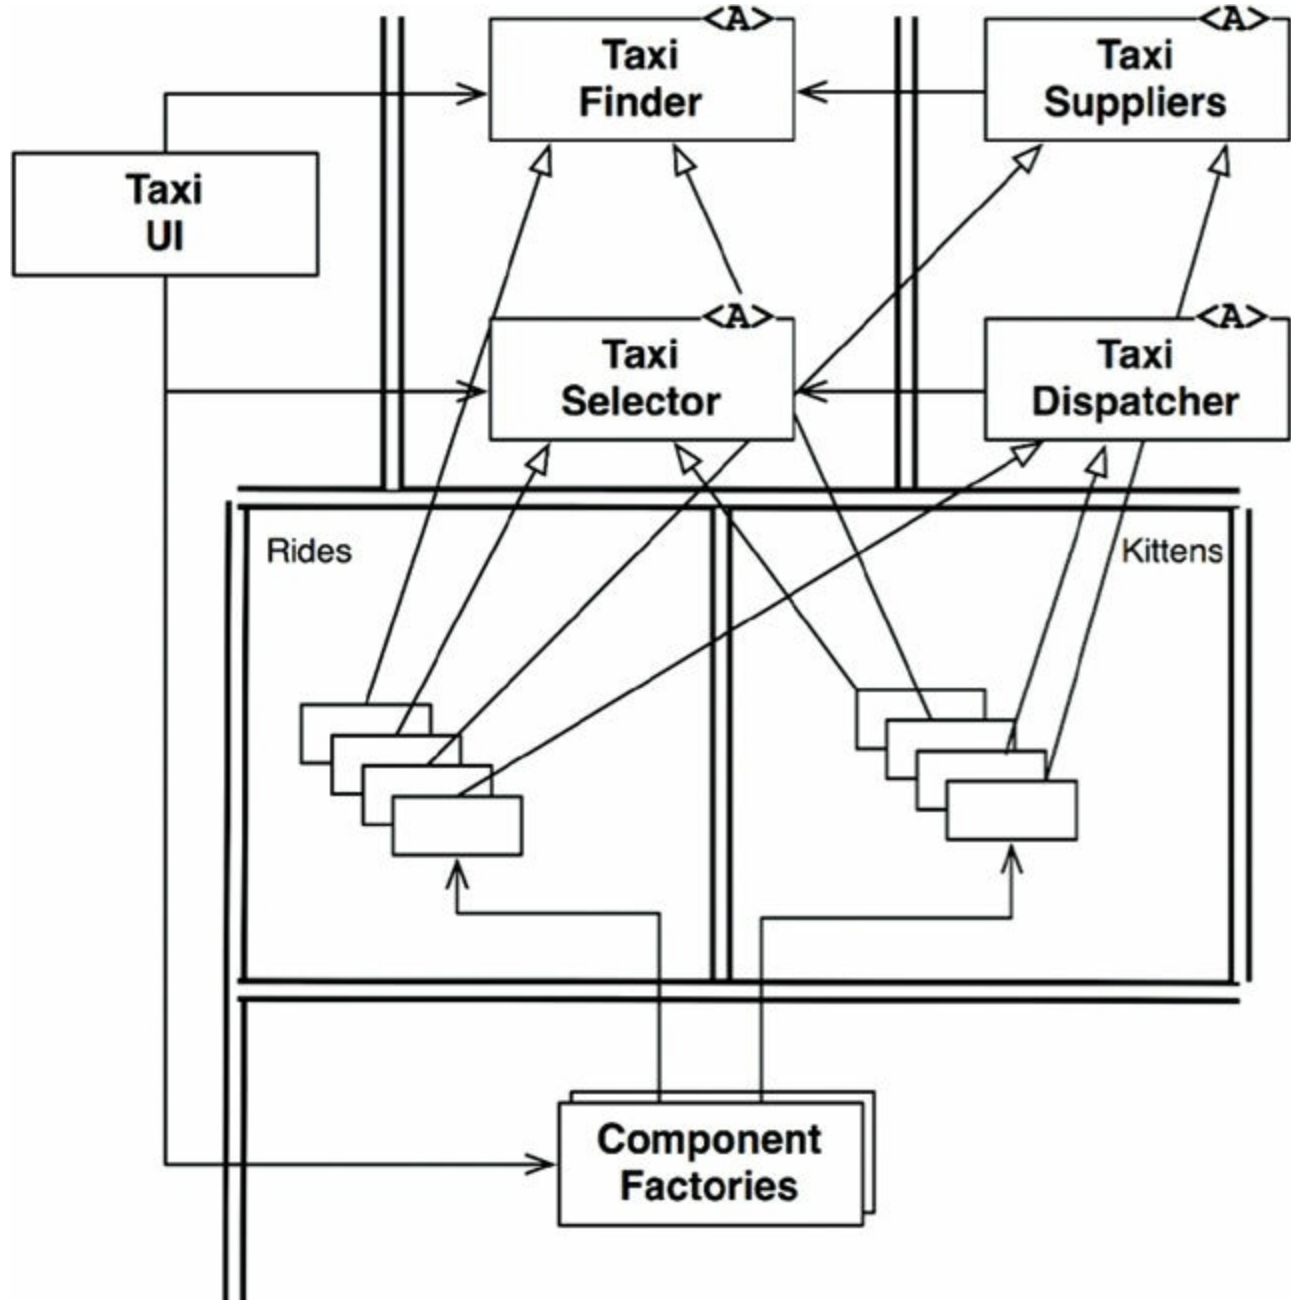 <A>
Taxi
Finder
<A>
Taxi
Suppliers
Taxi
UI
<A>
Taxi
Selector
<A>
Taxi
Dispatcher
Rides
Kittens
Component
Factories